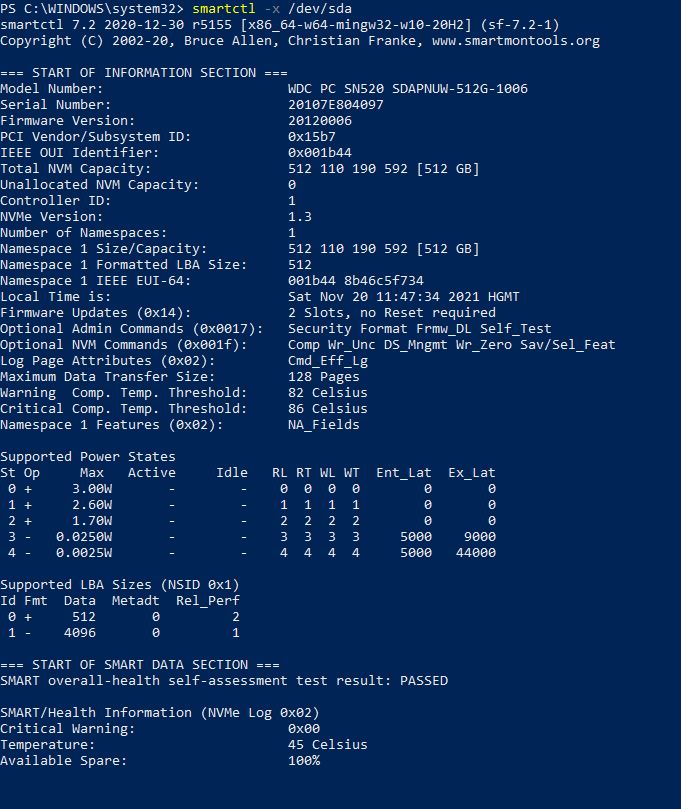 PS C:\WINDOWS\system32> smartctl -x /dev/sda
smartctl 7.2 2020-12-30 r5155 [x86_64-w64-mingw32-w10-20H2] (sf-7.2-1)
Copyright (C) 2002-20, Bruce Allen, Christian Franke, www.smartmontools.org
=== START OF INFORMATION SECTION ===
Model Number: WDC PC SN520 SDAPNUW-512G-1006
Serial Number: 20107E804097
Firmware Version: 20120006
PCI Vendor/Subsystem ID: 0x15b7
IEEE OUI Identifier: 0x001b44
Total NVM Capacity: 512 110 190 592 [512 GB]
Unallocated NVM Capacity: 0
Controller ID: 1
NVMe Version: 1.3
Number of Namespaces: 1
Namespace 1 Size/Capacity: 512 110 190 592 [512 GB]
Namespace 1 Formatted LBA Size: 512
Namespace 1 IEEE EUI-64: 001b44 8b46c5f734
Local Time is: Sat Nov 20 11:47:34 2021 HGMT
Firmware Updates (0x14): 2 Slots, no Reset required
Optional Admin Commands (0x0017): Security Format Frmw_DL Self_Test
Optional NVM Commands (0x001f): Comp Wr_Unc DS_Mngmt Wr_Zero Sav/Sel_Feat
Log Page Attributes (0x02): Cmd_Eff_Lg
Maximum Data Transfer Size: 128 Pages
Warning  Comp. Temp. Threshold: 82 Celsius
Critical Comp. Temp. Threshold: 86 Celsius
Namespace 1 Features (0x02): NA_Fields
Supported Power States
St Op     Max   Active     Idle   RL RT WL WT  Ent_Lat  Ex_Lat
 0 +     3.00W       -        -    0  0  0  0        0       0
 1 +     2.60W       -        -    1  1  1  1        0       0
 2 +     1.70W       -        -    2  2  2  2        0       0
 3 -   0.0250W       -        -    3  3  3  3     5000    9000
 4 -   0.0025W       -        -    4  4  4  4     5000   44000
Supported LBA Sizes (NSID 0x1)
Id Fmt  Data  Metadt  Rel_Perf
 0 +     512       0         2
 1 -    4096       0         1
=== START OF SMART DATA SECTION ===
SMART overall-health self-assessment test result: PASSED
SMART/Health Information (NVMe Log 0x02)
Critical Warning: 0x00
Temperature: 45 Celsius
Available Spare: 100%